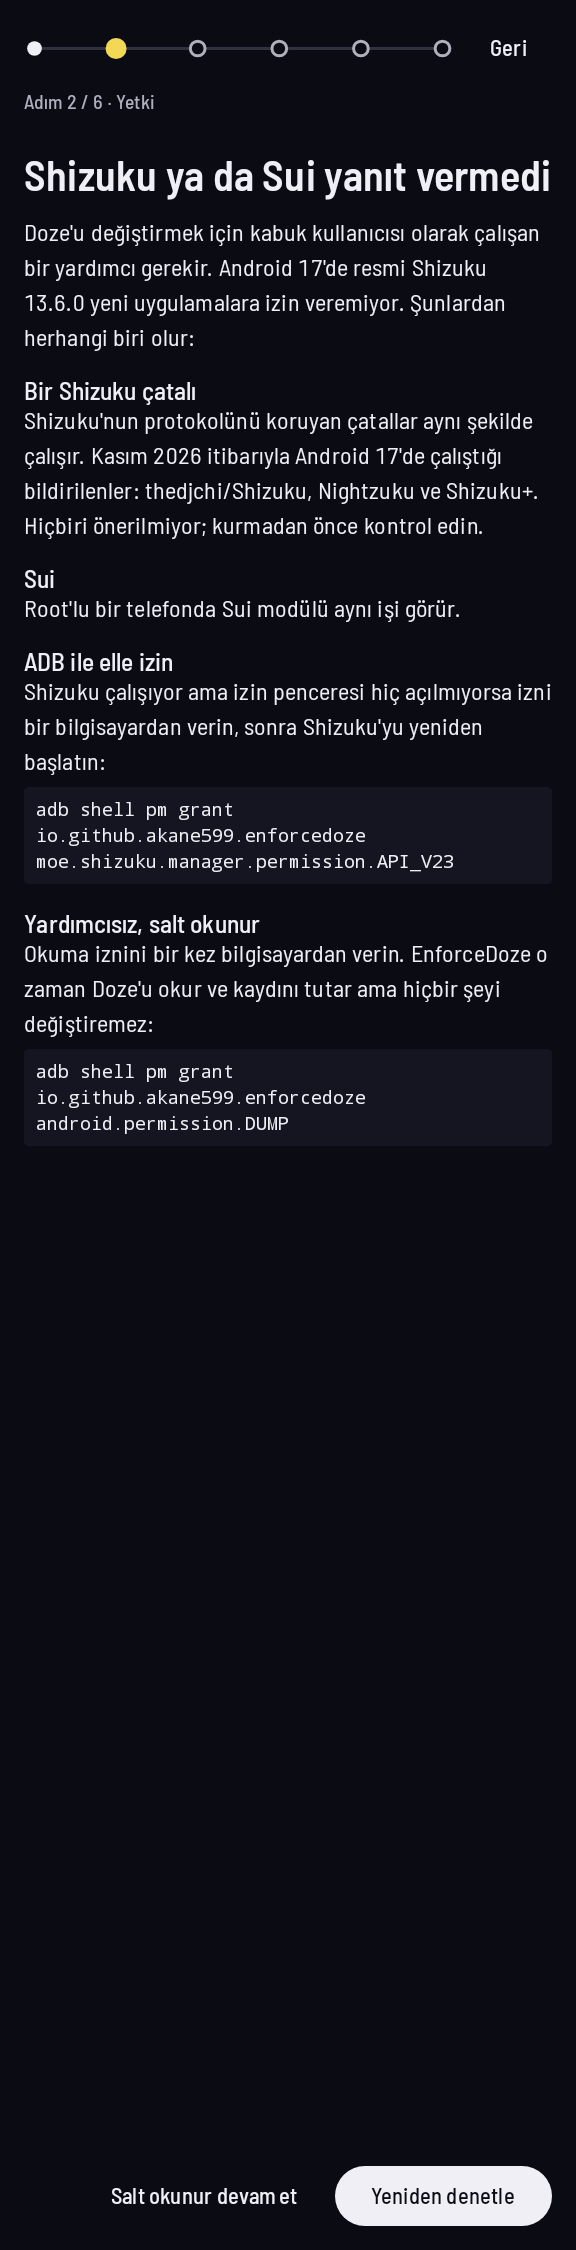 Geri
Adım 2 / 6 · Yetki
Shizuku ya da Sui yanıt vermedi
Doze'u değiştirmek için kabuk kullanıcısı olarak çalışan
bir yardımcı gerekir. Android 17'de resmi Shizuku
13.6.0 yeni uygulamalara izin veremiyor. Şunlardan
herhangi biri olur:
Bir Shizuku çatalı
Shizuku'nun protokolünü koruyan çatallar aynı şekilde
çalışır. Kasım 2026 itibarıyla Android 17'de çalıştığı
bildirilenler: thedjchi/Shizuku, Nightzuku ve Shizuku+.
Hiçbiri önerilmiyor; kurmadan önce kontrol edin.
Sui
Root'lu bir telefonda Sui modülü aynı işi görür.
ADB ile elle izin
Shizuku çalışıyor ama izin penceresi hiç açılmıyorsa izni
bir bilgisayardan verin, sonra Shizuku'yu yeniden
başlatın:
adb shell pm grant
io.github.akane599.enforcedoze
moe.shizuku.manager.permission.API_V23
Yardımcısız, salt okunur
Okuma iznini bir kez bilgisayardan verin. EnforceDoze o
zaman Doze'u okur ve kaydını tutar ama hiçbir şeyi
değiştiremez:
adb shell pm grant
io.github.akane599.enforcedoze
android.permission.DUMP
Salt okunur devam et
Yeniden denetle